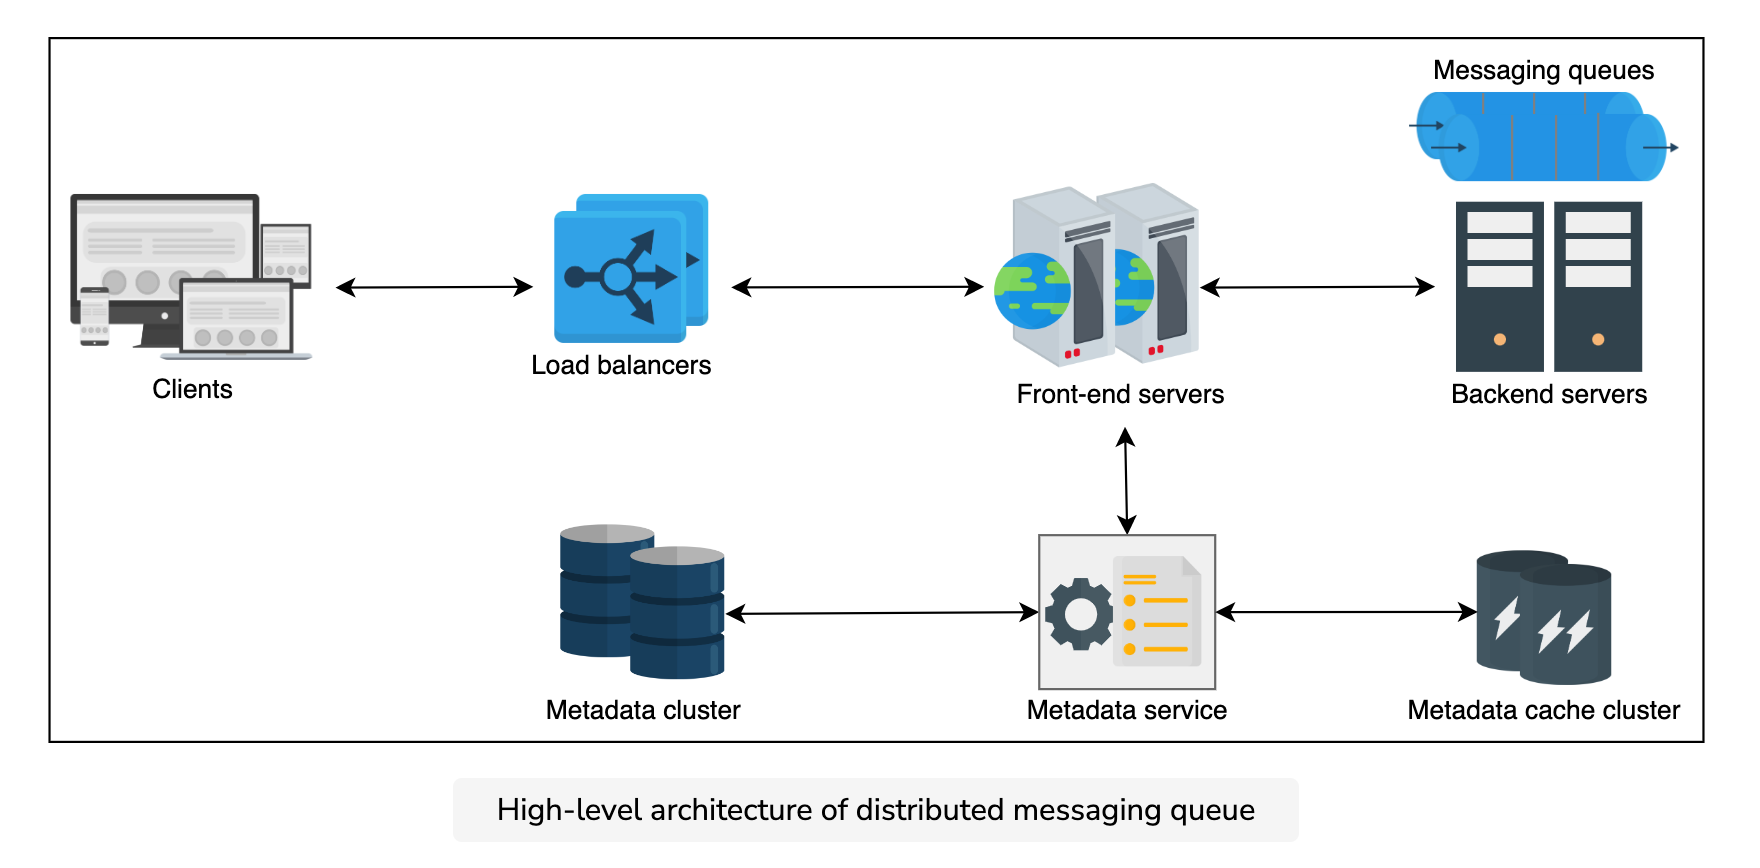 Messaging queues
Clients
Load balancers
Front-end servers
Backend servers
Metadata cluster
Metadata service
Metadata cache cluster
High-level architecture of distributed messaging queue